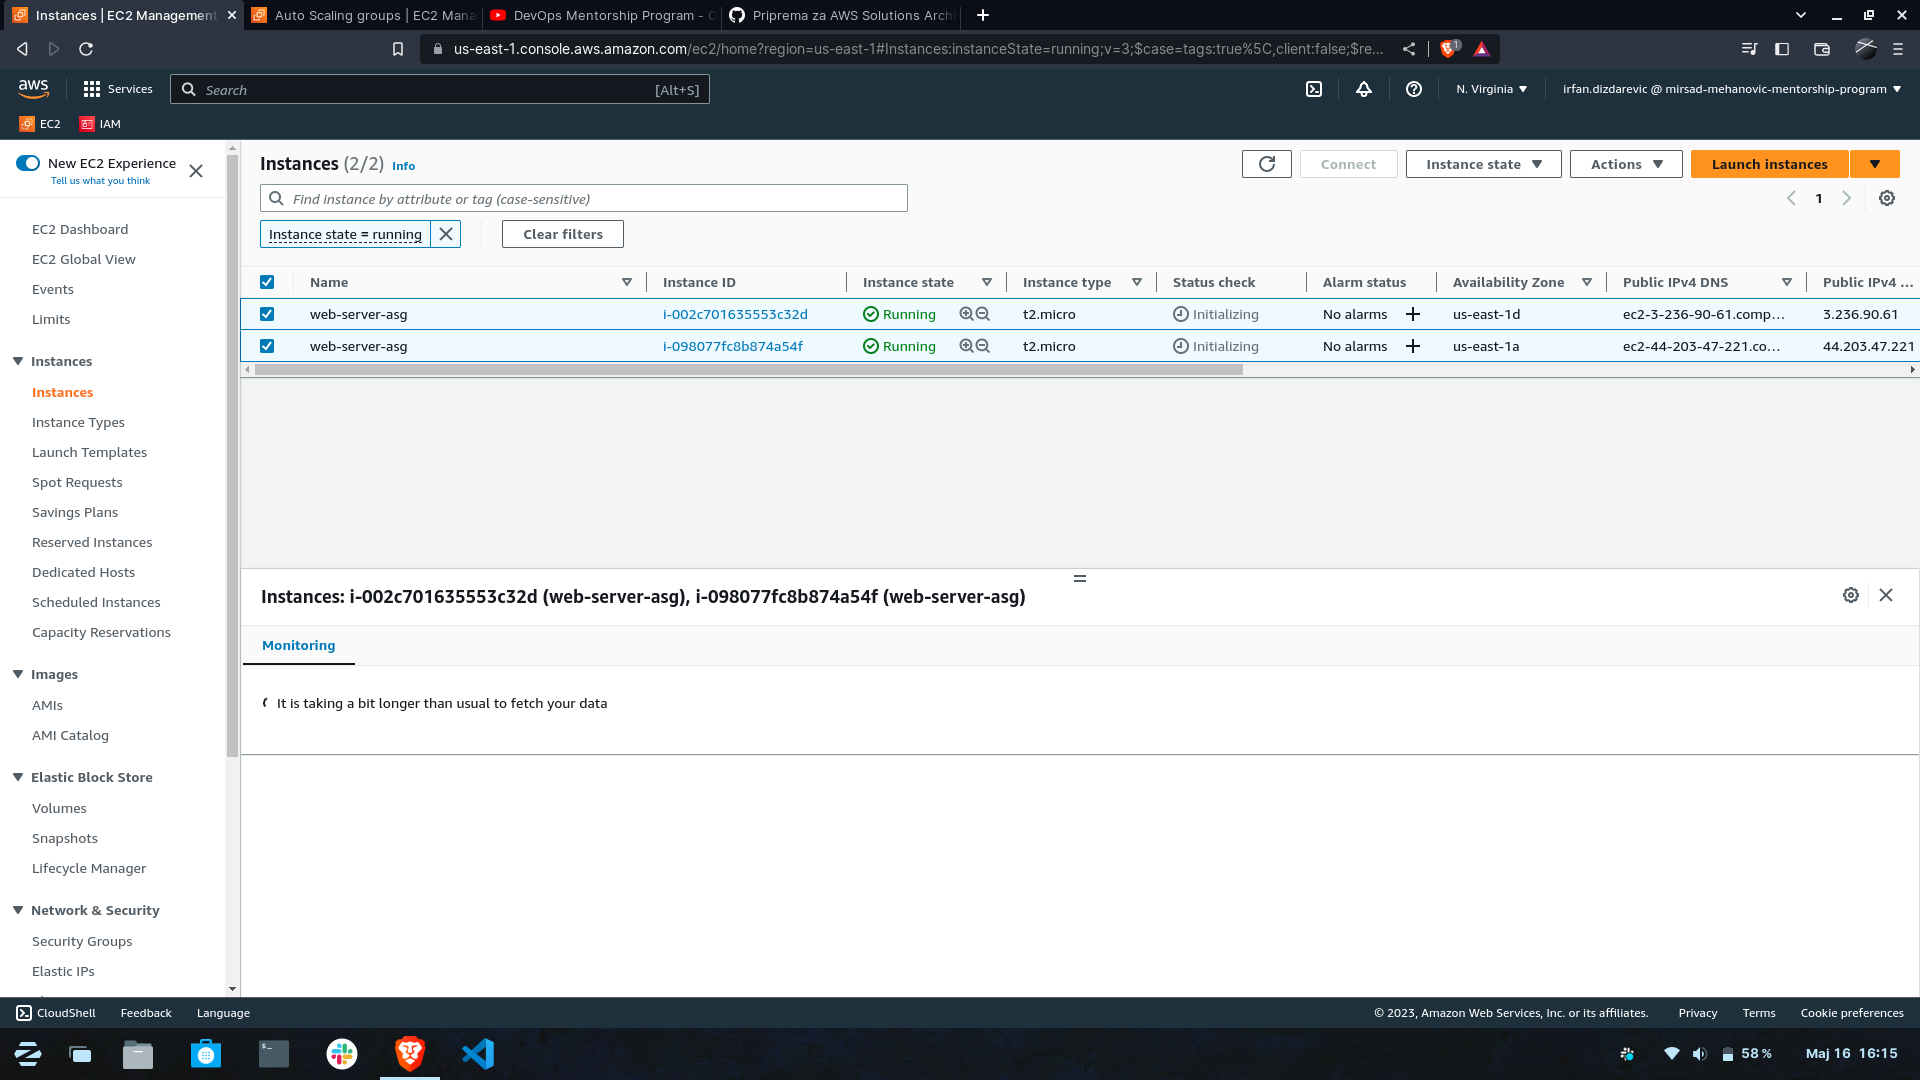 Instances | EC2 Management
Auto Scaling groups | EC2 Mana
DevOps Mentorship Program - C
Priprema za AWS Solutions Arch
us-east-1.console.aws.amazon.com/ec2/home?region=us-east-1#Instances:instanceState=running;v=3;$case=tags:true%5C,client:false;$re...
1
aws
Services
Search
[Alt+S]
N. Virginia
irfan.dizdarevic @ mirsad-mehanovic-mentorship-program
EC2
IAM
New EC2 Experience
Tell us what you think
EC2 Dashboard
EC2 Global View
Events
Limits
Instances
Instances
Instance Types
Launch Templates
Spot Requests
Savings Plans
Reserved Instances
Dedicated Hosts
Scheduled Instances
Capacity Reservations
Images
AMIs
AMI Catalog
Elastic Block Store
Volumes
Snapshots
Lifecycle Manager
Network & Security
Security Groups
Elastic IPs
Instances (2/2) Info
Connect
Instance state
Actions
Launch instances
Find instance by attribute or tag (case-sensitive)
1
Instance state = running
Clear filters
Name Instance ID Instance state Instance type Status check Alarm status Availability Zone Public IPv4 DNS Public IPv4 ...
web-server-asg i-002c701635553c32d Running t2.micro Initializing No alarms us-east-1d ec2-3-236-90-61.comp... 3.236.90.61
web-server-asg i-098077fc8b874a54f Running t2.micro Initializing No alarms us-east-1a ec2-44-203-47-221.co... 44.203.47.221
Instances: i-002c701635553c32d (web-server-asg), i-098077fc8b874a54f (web-server-asg)
Monitoring
It is taking a bit longer than usual to fetch your data
CloudShell
Feedback
Language
© 2023, Amazon Web Services, Inc. or its affiliates.
Privacy
Terms
Cookie preferences
58 %
Maj 16 16:15